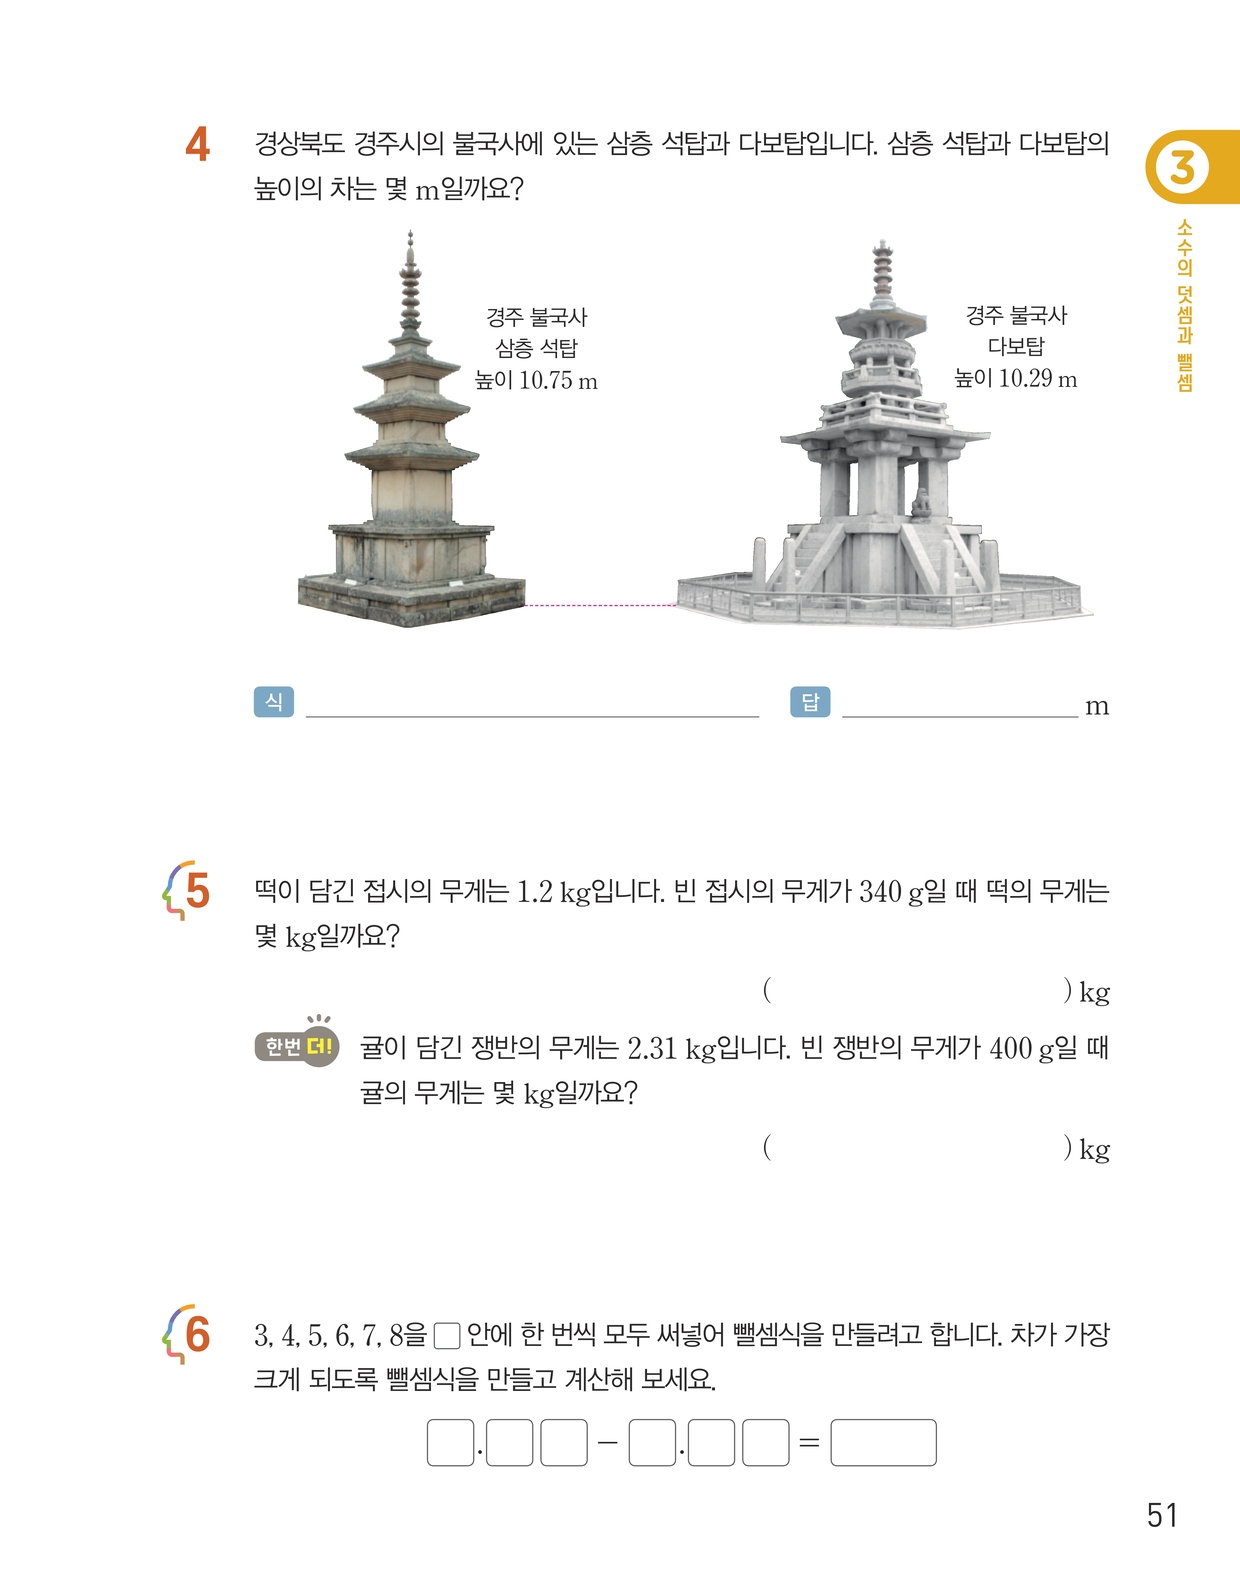 4 경상북도 경주시의 불국사에 있는 삼층 석탑과 다보탑입니다. 삼층 석탑과 다보탑의
높이의 차는 몇 m일까요?
경주 불국사
삼층 석탑
높이 10.75 m
경주 불국사
다보탑
높이 10.29 m
식
답 m
5 떡이 담긴 접시의 무게는 1.2 kg입니다. 빈 접시의 무게가 340 g일 때 떡의 무게는
몇 kg일까요?
( ) kg
한번 더! 귤이 담긴 쟁반의 무게는 2.31 kg입니다. 빈 쟁반의 무게가 400 g일 때
귤의 무게는 몇 kg일까요?
( ) kg
6 3, 4, 5, 6, 7, 8을 □ 안에 한 번씩 모두 써넣어 뺄셈식을 만들려고 합니다. 차가 가장
크게 되도록 뺄셈식을 만들고 계산해 보세요.
□.□□ − □.□□ = □
3
소수의 덧셈과 뺄셈
51